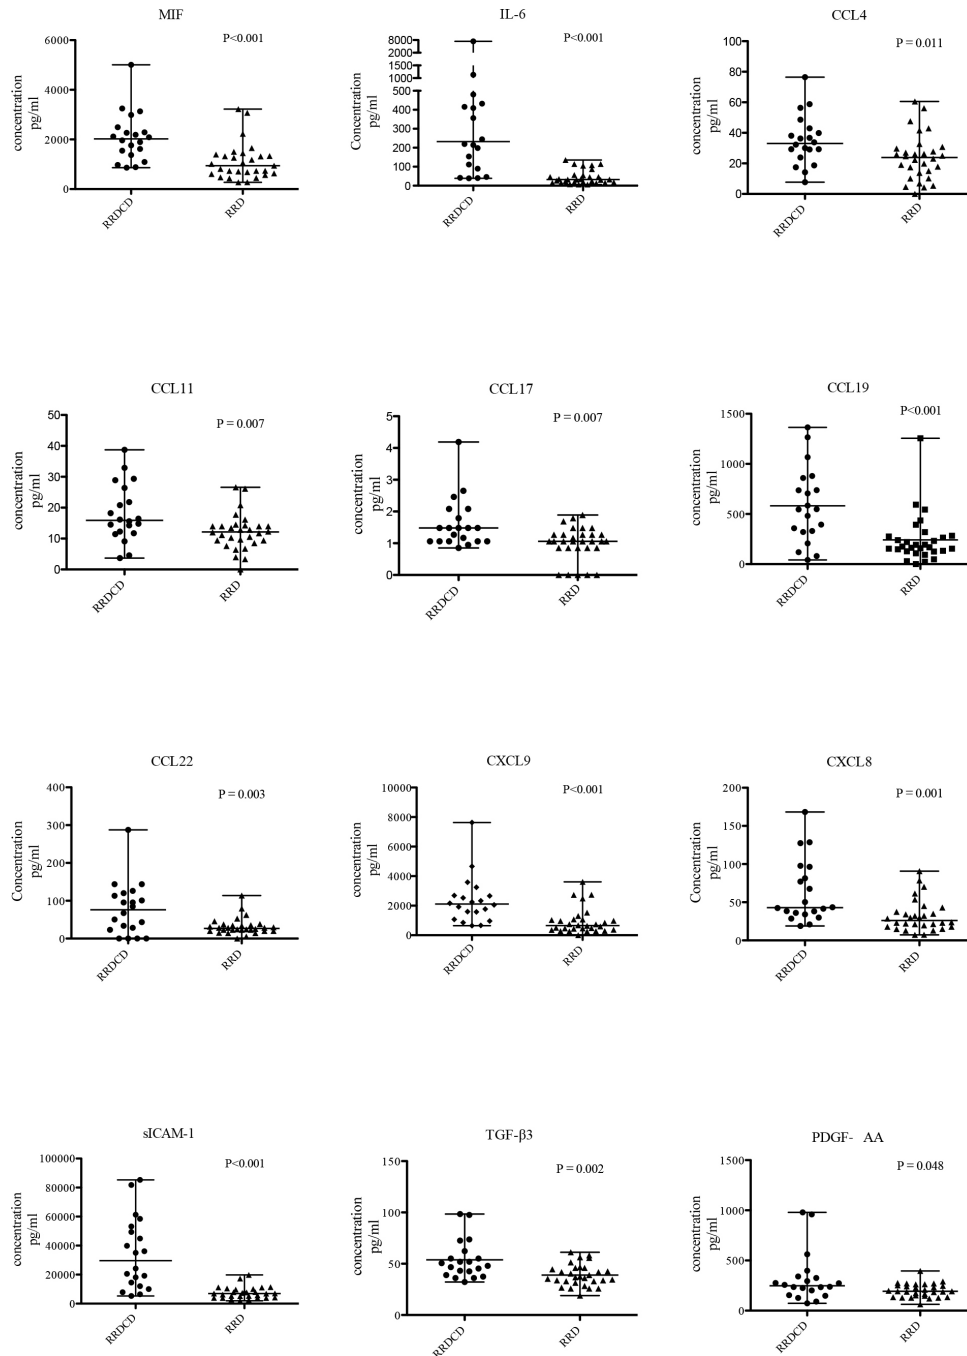 MIF
P<0.001
concentration
pg/ml
6000
4000
2000
0
RRDCD
RRD
IL-6
P<0.001
Concentration
pg/ml
8000
2000
1500
1000
500
400
300
200
100
0
RRDCD
RRD
CCL4
P = 0.011
concentration
pg/ml
100
80
60
40
20
0
RRDCD
RRD
CCL11
P = 0.007
concentration
pg/ml
50
40
30
20
10
0
RRDCD
RRD
CCL17
P = 0.007
concentration
pg/ml
5
4
3
2
1
0
RRDCD
RRD
CCL19
P<0.001
concentration
pg/ml
1500
1000
500
0
RRDCD
RRD
CCL22
P = 0.003
Concentration
pg/ml
400
300
200
100
0
RRDCD
RRD
CXCL9
P<0.001
concentration
pg/ml
10000
8000
6000
4000
2000
0
RRDCD
RRD
CXCL8
P = 0.001
Concentration
pg/ml
200
150
100
50
0
RRDCD
RRD
sICAM-1
P<0.001
concentration
pg/ml
100000
80000
60000
40000
20000
0
RRDCD
RRD
TGF-β3
P = 0.002
concentration
pg/ml
150
100
50
0
RRDCD
RRD
PDGF- AA
P = 0.048
concentration
pg/ml
1500
1000
500
0
RRDCD
RRD